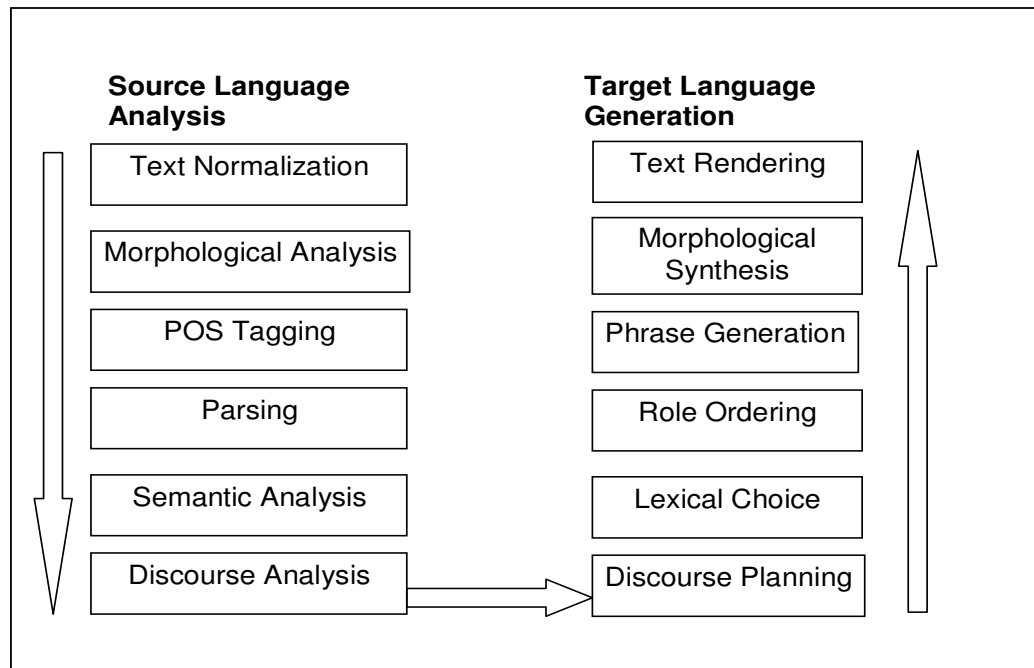 Source Language
Analysis
Text Normalization
Morphological Analysis
POS Tagging
Parsing
Semantic Analysis
Discourse Analysis
Target Language
Generation
Text Rendering
Morphological
Synthesis
Phrase Generation
Role Ordering
Lexical Choice
Discourse Planning